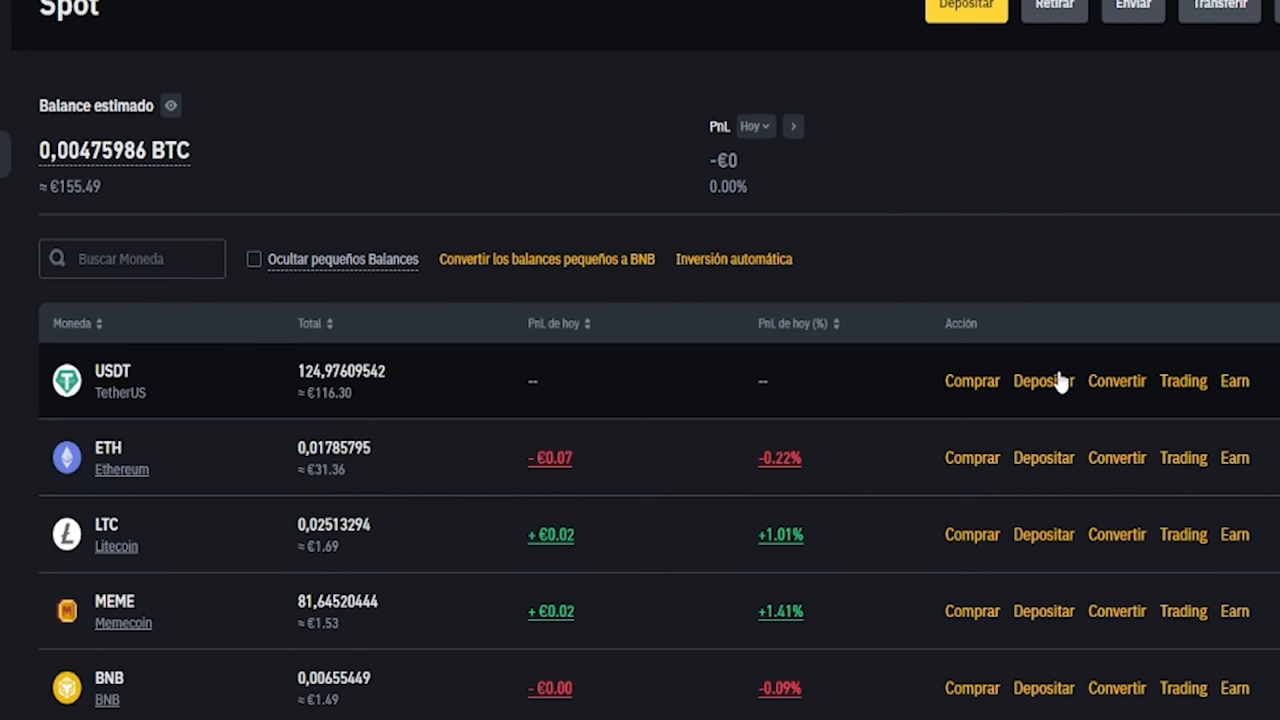 Spot
Depositar Retirar Enviar Transferir
Balance estimado
0,00475986 BTC
≈ €155.49
PnL Hoy
-€0
0.00%
Buscar Moneda
Ocultar pequeños Balances Convertir los balances pequeños a BNB Inversión automática
Moneda Total PnL de hoy PnL de hoy (%) Acción
USDT 124,97609542 -- -- Comprar Depositar Convertir Trading Earn
TetherUS ≈ €116.30
ETH 0,01785795 - €0.07 -0.22% Comprar Depositar Convertir Trading Earn
Ethereum ≈ €31.36
LTC 0,02513294 + €0.02 +1.01% Comprar Depositar Convertir Trading Earn
Litecoin ≈ €1.69
MEME 81,64520444 + €0.02 +1.41% Comprar Depositar Convertir Trading Earn
Memecoin ≈ €1.53
BNB 0,00655449 - €0.00 -0.09% Comprar Depositar Convertir Trading Earn
BNB ≈ €1.49